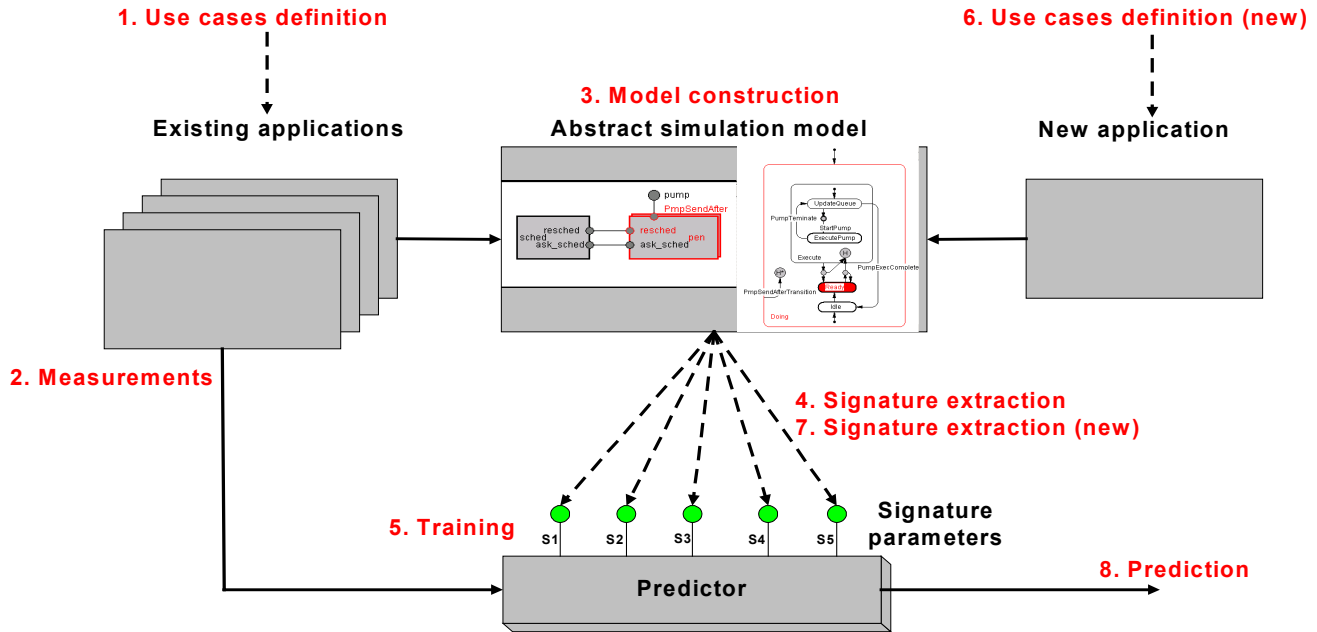 1. Use cases definition
6. Use cases definition (new)
3. Model construction
Existing applications
Abstract simulation model
New application
pump
PmpSendAfter
resched
sched
ask_sched
resched
pen
ask_sched
UpdateQueue
PumpTeminate
StartPump
ExecutePump
Execute
H
PumpExecComplete
H*
PmpSendAfterTransition
Ready
Idle
Doing
2. Measurements
4. Signature extraction
7. Signature extraction (new)
5. Training
Signature
parameters
S1
S2
S3
S4
S5
Predictor
8. Prediction